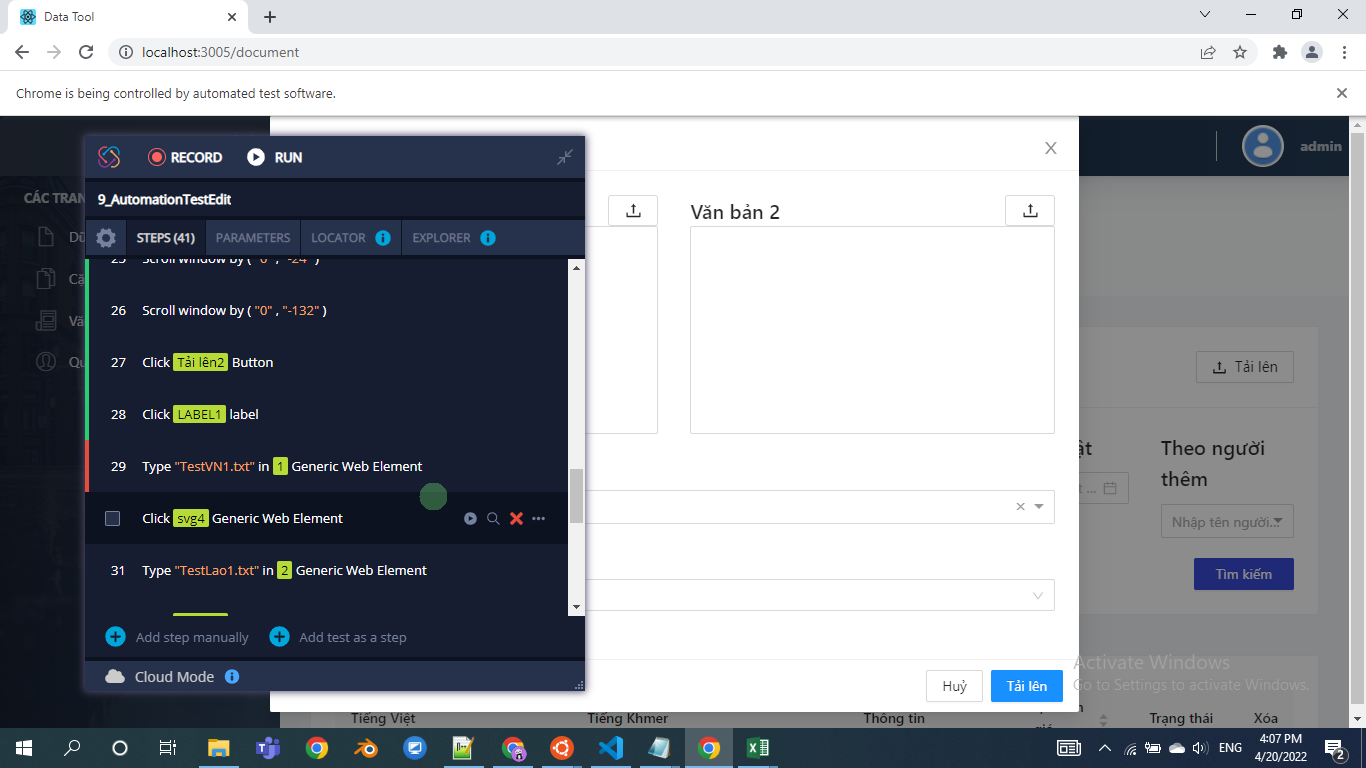 Data Tool
localhost:3005/document
Chrome is being controlled by automated test software.
RECORD
RUN
X
admin
9_AutomationTestEdit
CÁC TRAN
Văn bản 2
STEPS (41)
PARAMETERS
LOCATOR
i
EXPLORER
i
25 Scroll window by ( "0" , "-24" )
26 Scroll window by ( "0" , "-132" )
27 Click Tải lên2 Button
Tải lên
28 Click LABEL1 label
29 Type "TestVN1.txt" in 1 Generic Web Element
Theo người
thêm
Click svg4 Generic Web Element
Nhập tên người...
31 Type "TestLao1.txt" in 2 Generic Web Element
Tìm kiếm
Add step manually
Add test as a step
Cloud Mode
i
Huỷ
Tải lên
Activate Windows
Go to Settings to activate Windows.
Tiếng Việt
Tiếng Khmer
Thông tin
Trạng thái
Xóa
ENG
4:07 PM
4/20/2022
2